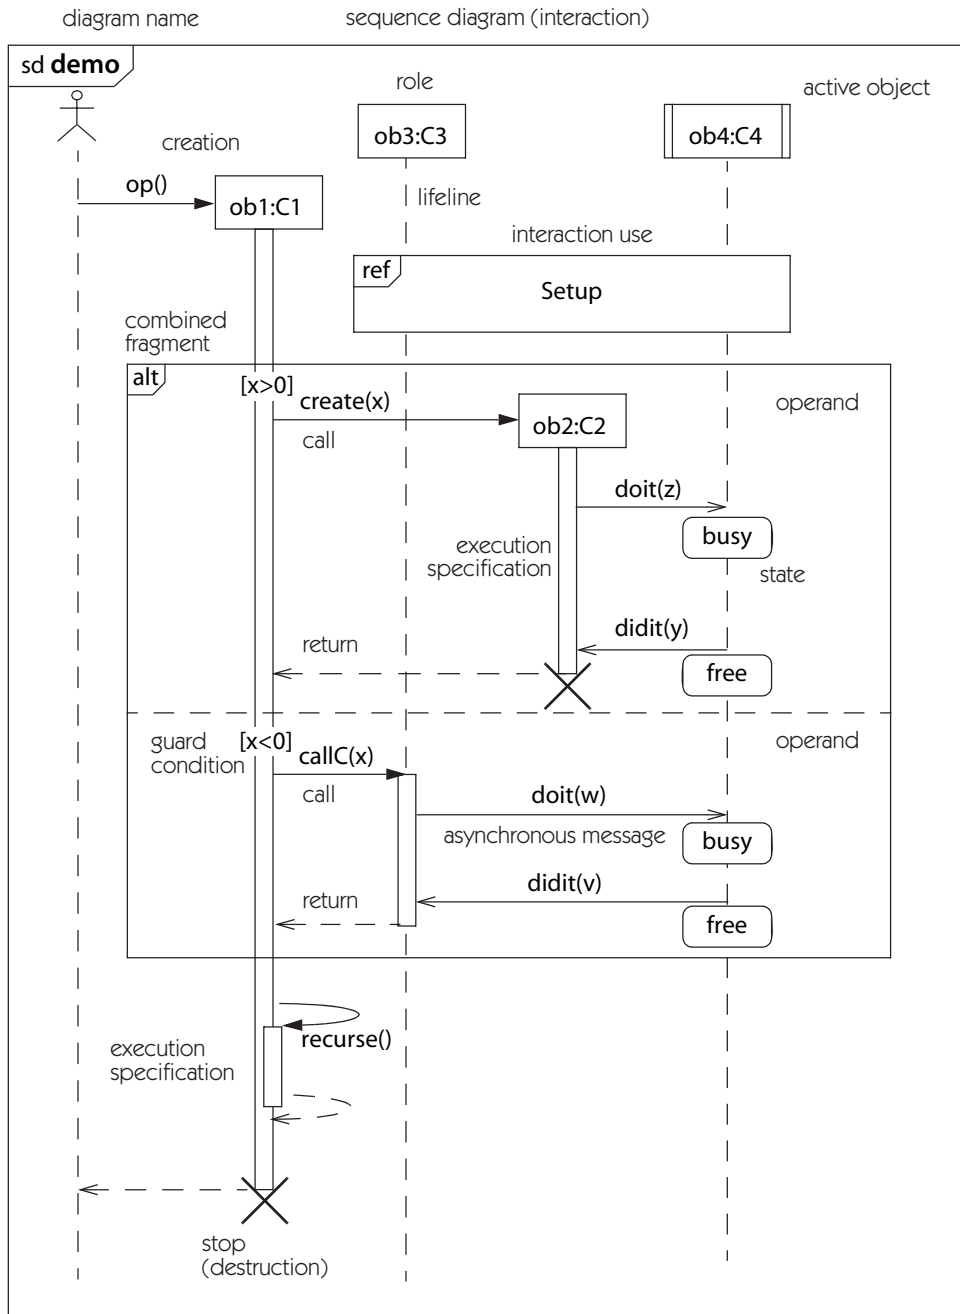 diagram name
sequence diagram (interaction)
sd demo
role
active object
ob3:C3
ob4:C4
creation
op()
ob1:C1
lifeline
interaction use
ref
Setup
combined
fragment
alt
[x>0]
create(x)
operand
call
ob2:C2
doit(z)
busy
execution
specification
state
didit(y)
return
free
guard
condition
[x<0]
operand
callC(x)
call
doit(w)
asynchronous message
busy
didit(v)
return
free
recurse()
execution
specification
stop
(destruction)